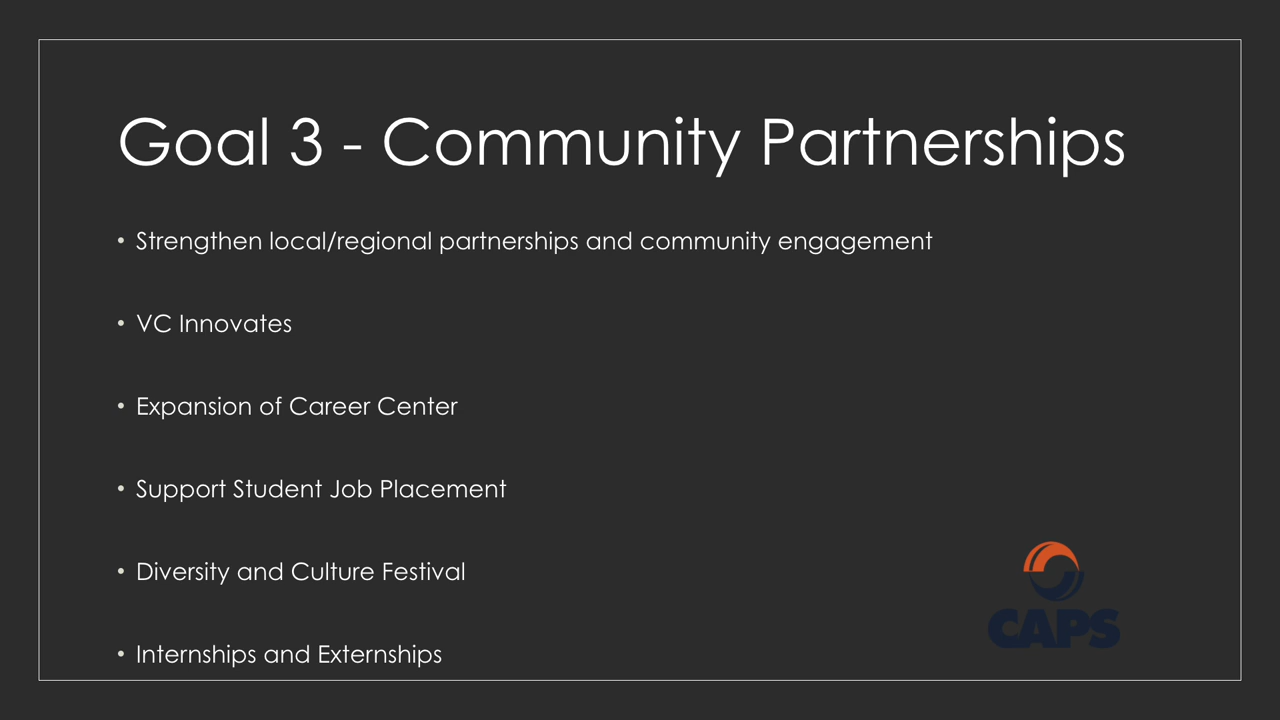 Goal 3 - Community Partnerships
• Strengthen local/regional partnerships and community engagement
• VC Innovates
• Expansion of Career Center
• Support Student Job Placement
• Diversity and Culture Festival
• Internships and Externships
CAPS